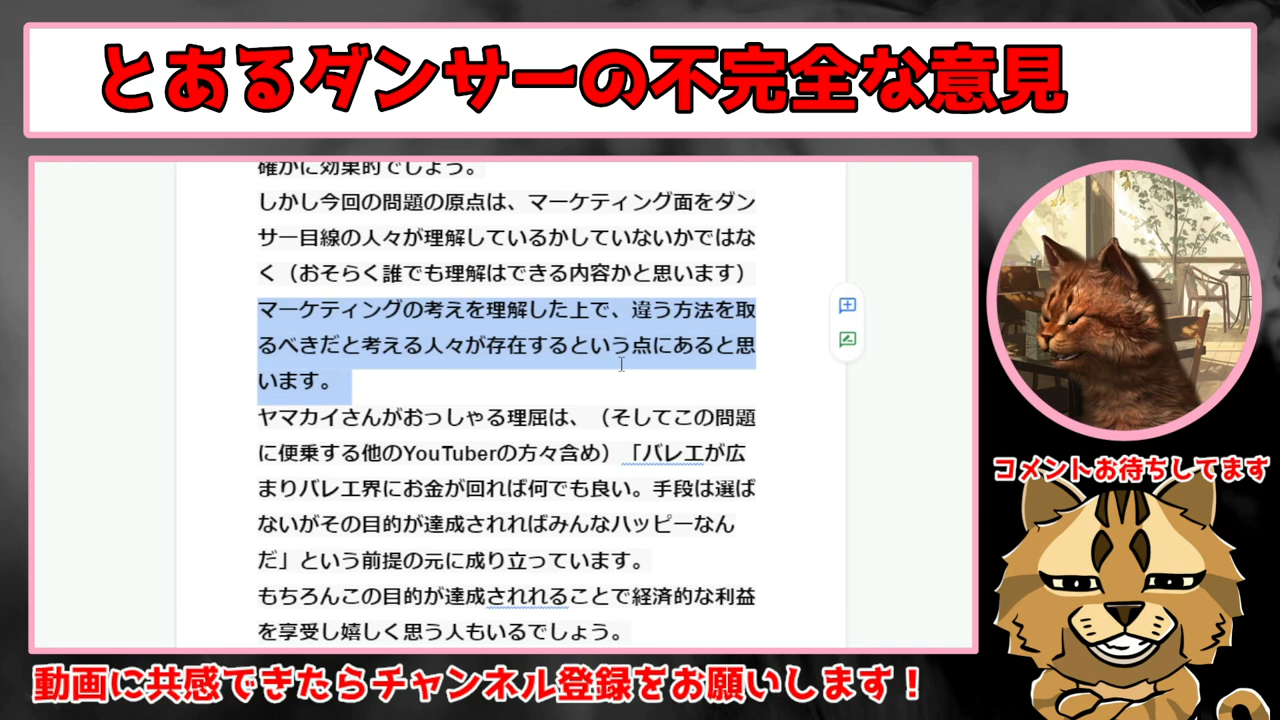 とあるダンサーの不完全な意見
確かに効果的でしょう。
しかし今回の問題の原点は、マーケティング面をダン
サー目線の人々が理解しているかしていないかではな
く（おそらく誰でも理解はできる内容かと思います）
マーケティングの考えを理解した上で、違う方法を取
るべきだと考える人々が存在するという点にあると思
います。
ヤマカイさんがおっしゃる理屈は、（そしてこの問題
に便乗する他のYouTuberの方々含め）「バレエが広
まりバレエ界にお金が回れば何でも良い。手段は選ば
ないがその目的が達成されればみんなハッピーなん
だ」という前提の元に成り立っています。
もちろんこの目的が達成されれることで経済的な利益
を享受し嬉しく思う人もいるでしょう。
コメントお待ちしてます
動画に共感できたらチャンネル登録をお願いします！